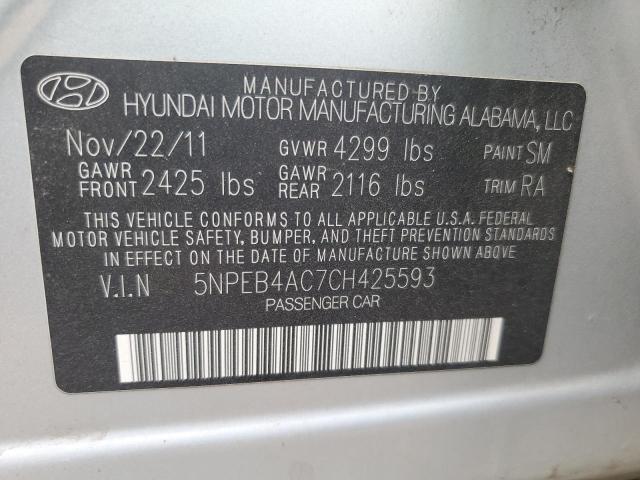 MANUFACTURED BY
HYUNDAI MOTOR MANUFACTURING ALABAMA, LLC
Nov/22/11 GVWR 4299 lbs PAINT SM
GAWR FRONT 2425 lbs GAWR REAR 2116 lbs TRIM RA
THIS VEHICLE CONFORMS TO ALL APPLICABLE U.S.A. FEDERAL
MOTOR VEHICLE SAFETY, BUMPER, AND THEFT PREVENTION STANDARDS
IN EFFECT ON THE DATE OF MANUFACTURE SHOWN ABOVE
V.I.N 5NPEB4AC7CH425593
PASSENGER CAR